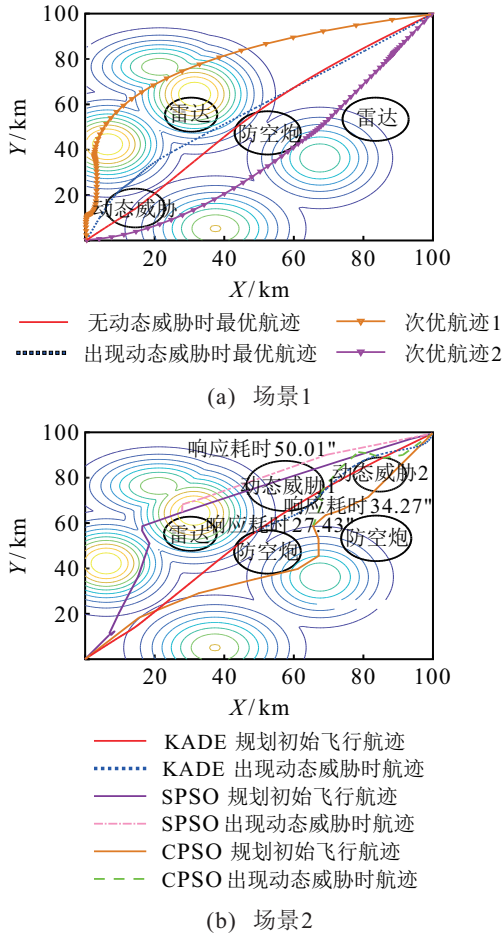 100
80
60
40
20
Y/km
雷达
防空炮
雷达
动态威胁
20 40 60 80 100
X/km
无动态威胁时最优航迹 次优航迹1
出现动态威胁时最优航迹 次优航迹2
(a) 场景1
100
80
60
40
20
Y/km
响应耗时50.01"
动态威胁1
动态威胁2
响应耗时34.27"
响应耗时27.43"
雷达
防空炮
防空炮
20 40 60 80 100
X/km
KADE 规划初始飞行航迹
KADE 出现动态威胁时航迹
SPSO 规划初始飞行航迹
SPSO 出现动态威胁时航迹
CPSO 规划初始飞行航迹
CPSO 出现动态威胁时航迹
(b) 场景2